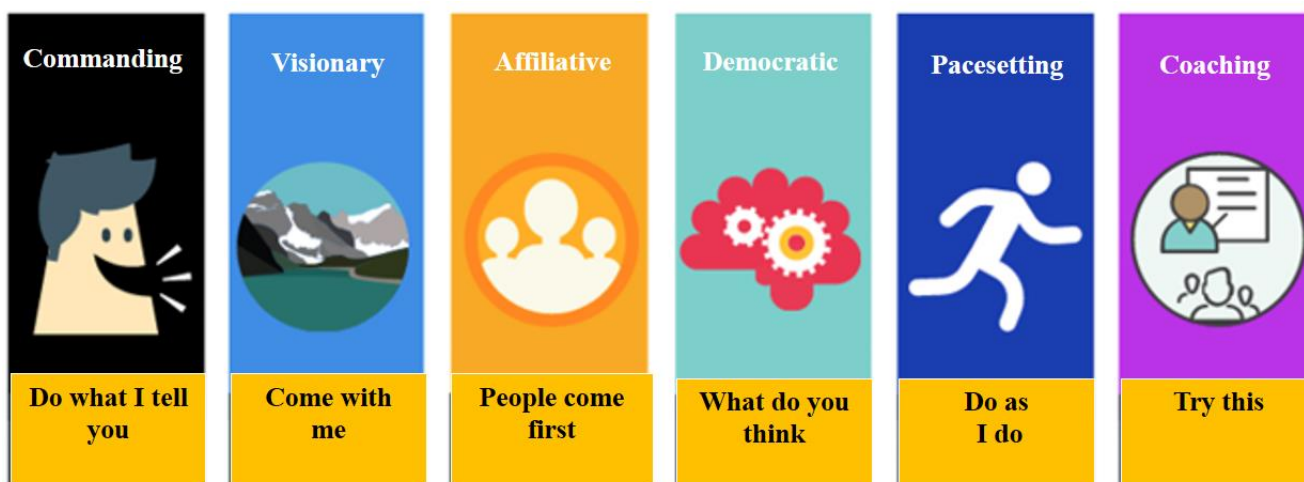 Commanding
Visionary
Affiliative
Democratic
Pacesetting
Coaching
Do what I tell
you
Come with
me
People come
first
What do you
think
Do as
I do
Try this